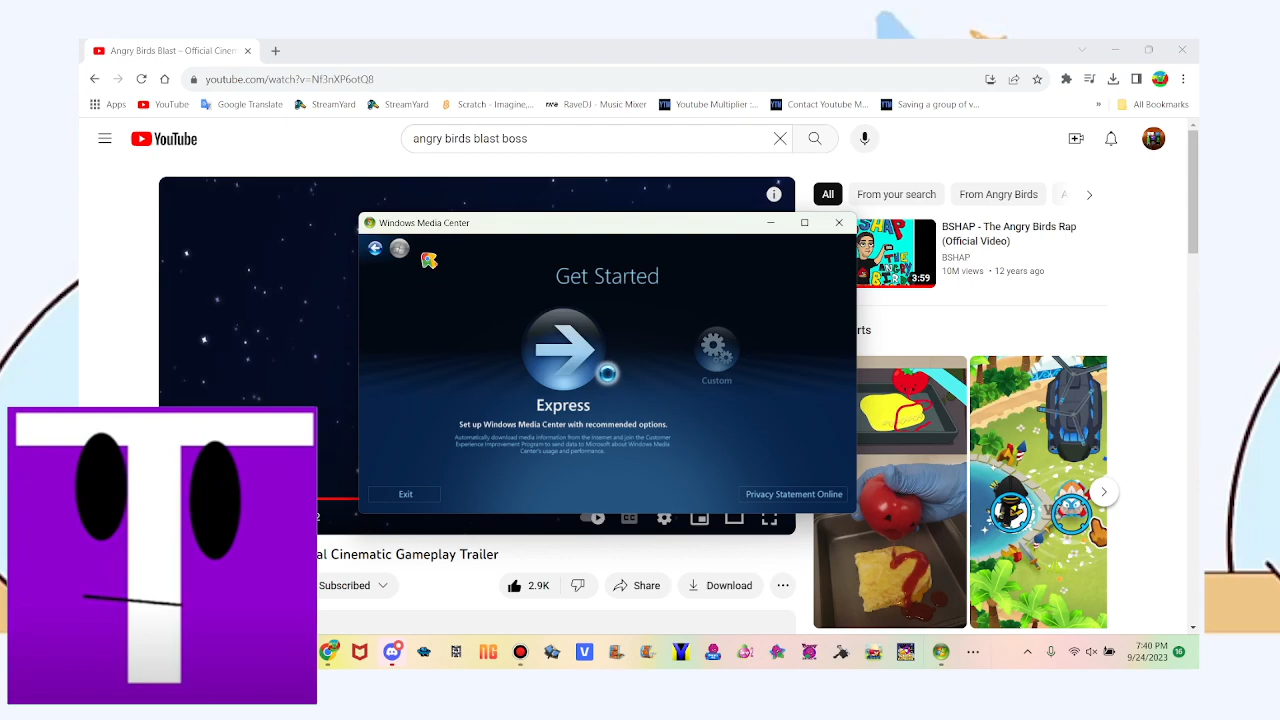 Angry Birds Blast – Official Cinem
youtube.com/watch?v=Nf3nXP6otQ8
Apps YouTube Google Translate StreamYard StreamYard Scratch - Imagine,... RaveDJ - Music Mixer Youtube Multiplier :... Contact Youtube M... Saving a group of v... » All Bookmarks
YouTube
angry birds blast boss
All From your search From Angry Birds A
BSHAP - The Angry Birds Rap
(Official Video)
BSHAP
10M views • 12 years ago
3:59
Windows Media Center
Get Started
Custom
Express
Set up Windows Media Center with recommended options.
Automatically download media information from the Internet and join the Customer
Experience Improvement Program to send data to Microsoft about Windows Media
Center's usage and performance.
Exit
Privacy Statement Online
rts
2
al Cinematic Gameplay Trailer
Subscribed 2.9K Share Download
7:40 PM
9/24/2023
16